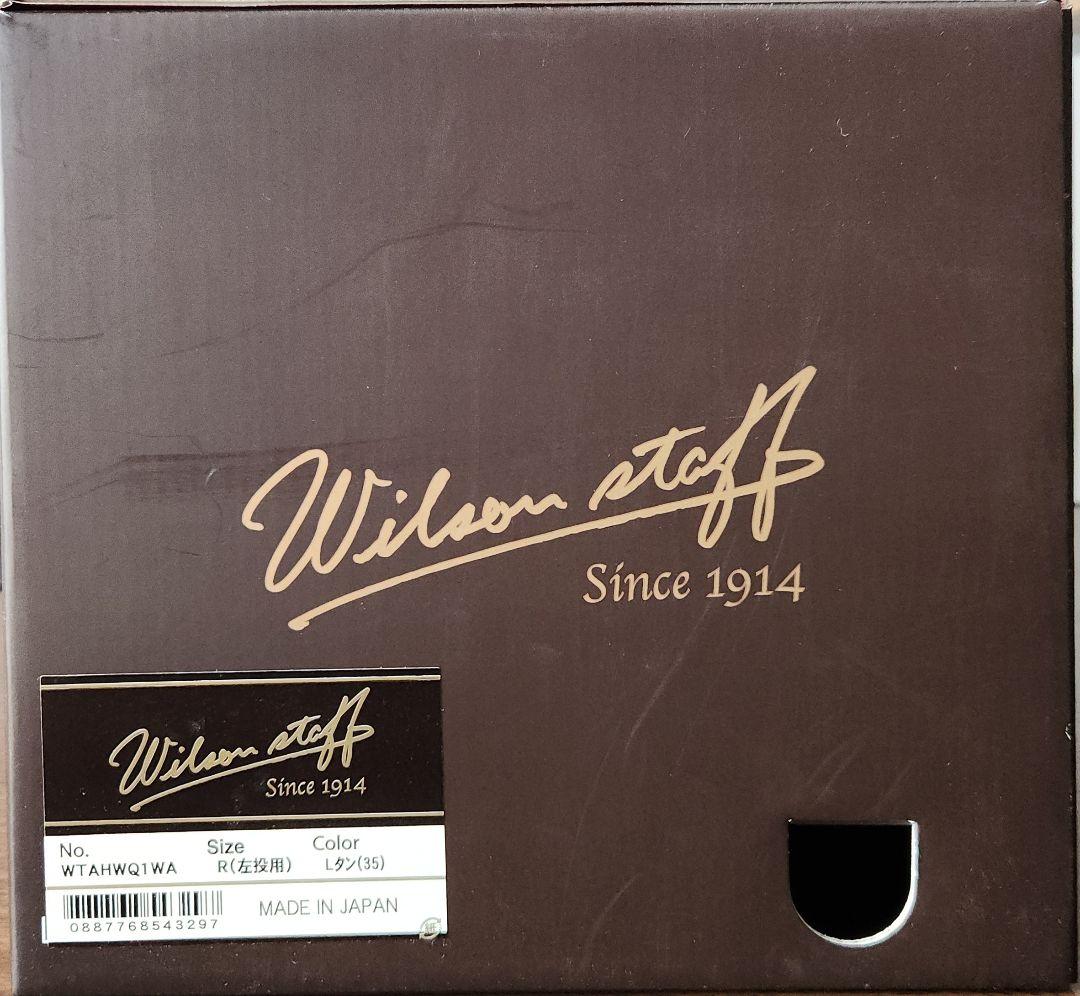 Wilson staff
Since 1914
Wilson staff
Since 1914
No. Size Color
WTAHWQ1WA R(左投用) Lタン(35)
MADE IN JAPAN
0887768543297
紙